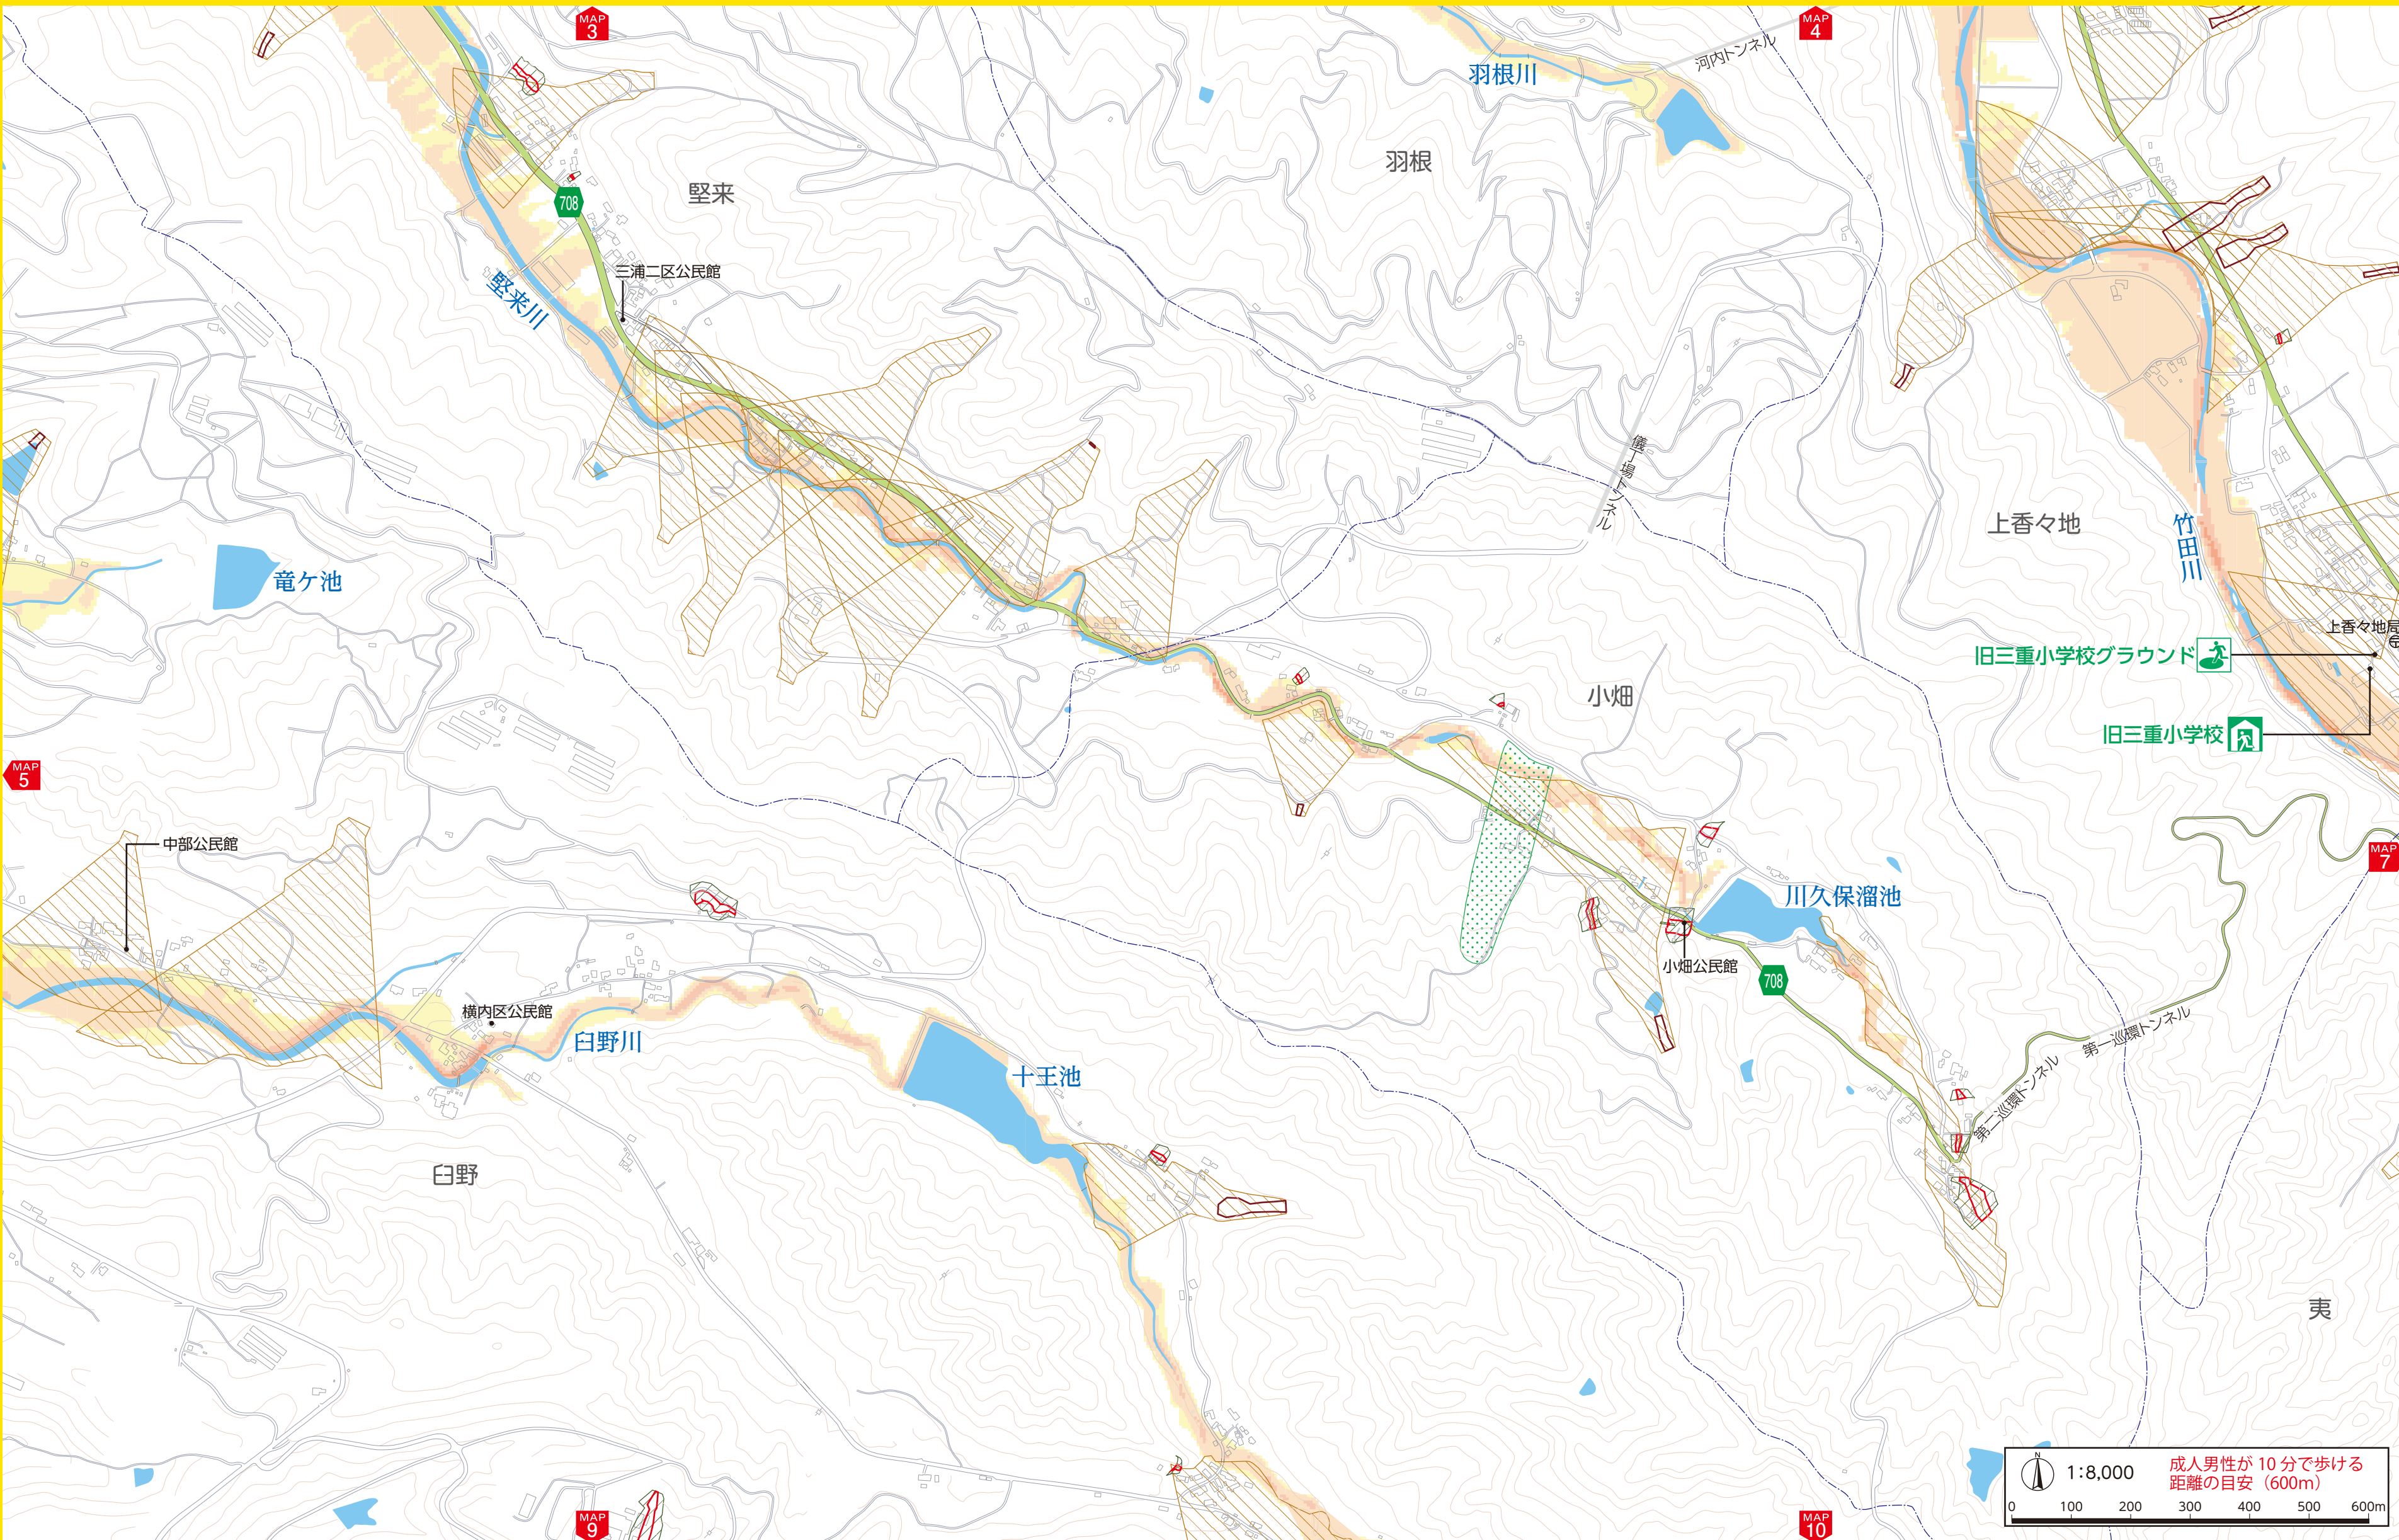 MAP
3
MAP
4
河内トンネル
羽根川
羽根
堅来
708
三浦二区公民館
堅来川
儀丁場トンネル
上香々地
竹田川
竜ケ池
上香々地局
旧三重小学校グラウンド
小畑
旧三重小学校
MAP
5
中部公民館
MAP
7
川久保溜池
小畑公民館
708
横内区公民館
臼野川
第一巡環トンネル
十王池
第二巡環トンネル
臼野
夷
N
1:8,000
成人男性が 10 分で歩ける
距離の目安（600m）
0 100 200 300 400 500 600m
MAP
9
MAP
10